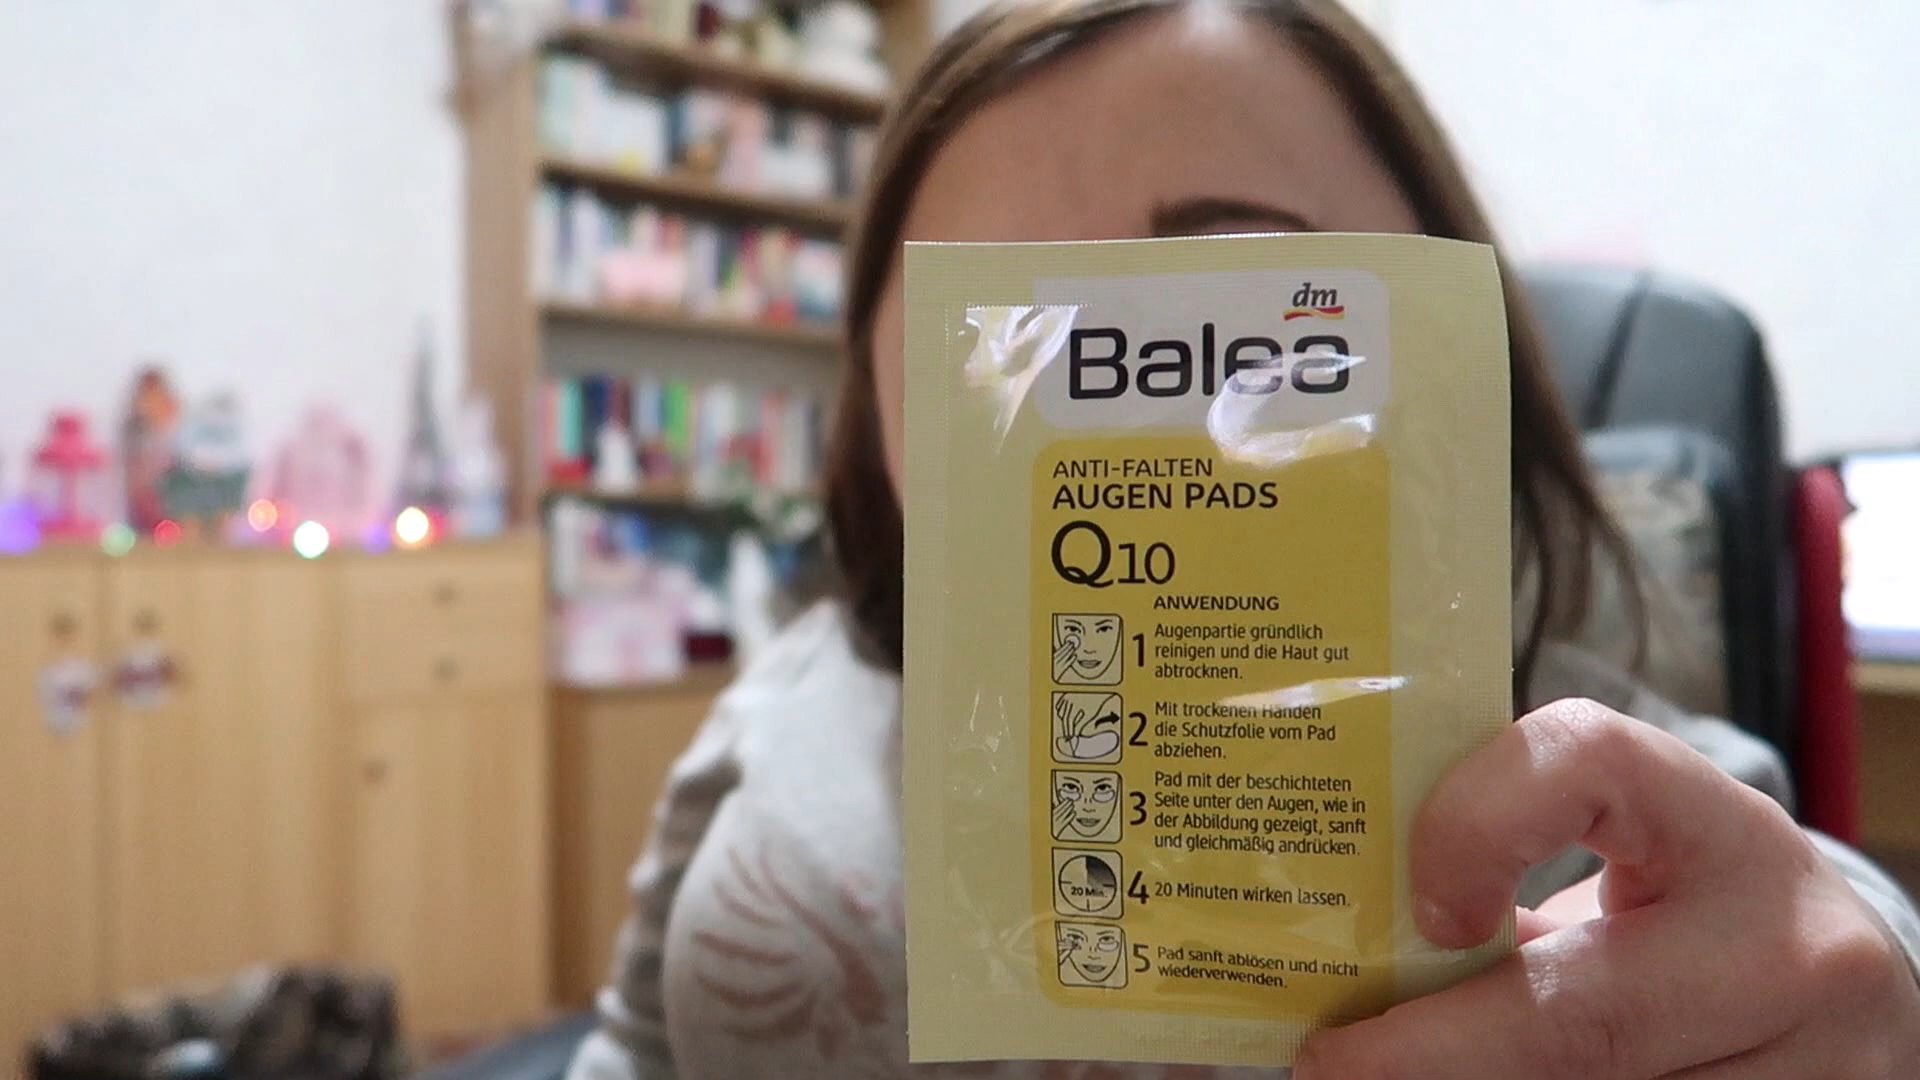 dm
Balea
ANTI-FALTEN
AUGEN PADS
Q10
ANWENDUNG
1 Augenpartie gründlich
reinigen und die Haut gut
abtrocknen.
2 Mit trockenen Händen
die Schutzfolie vom Pad
abziehen.
3 Pad mit der beschichteten
Seite unter den Augen, wie in
der Abbildung gezeigt, sanft
und gleichmäßig andrücken.
20 Min.
4 20 Minuten wirken lassen.
5 Pad sanft ablösen und nicht
wiederverwenden.